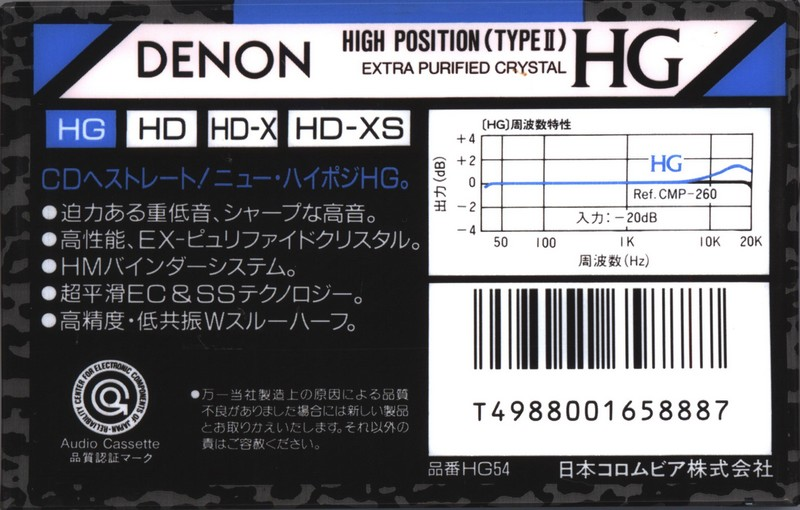 DENON
HIGH POSITION (TYPEⅡ)
EXTRA PURIFIED CRYSTAL
HG
HG HD HD-X HD-XS
CDへストレート!ニュー・ハイポジHG。
●迫力ある重低音、シャープな高音。
●高性能、EX-ピュリファイドクリスタル。
●HMバインダーシステム。
●超平滑EC&SSテクノロジー。
●高精度・低共振Wスルーハーフ。
RELIABILITY CENTER FOR ELECTRONIC COMPONENTS OF JAPAN
Audio Cassette
品質認証マーク
●万一当社製造上の原因による品質
不良がありました場合には新しい製品
とお取りかえいたします。それ以外の
責はご容赦ください。
〔HG〕周波数特性
+4
+2
0
-2
-4
出力(dB)
HG
Ref.CMP-260
入力:-20dB
50 100 1K 10K 20K
周波数(Hz)
T4988001658887
品番HG54 日本コロムビア株式会社